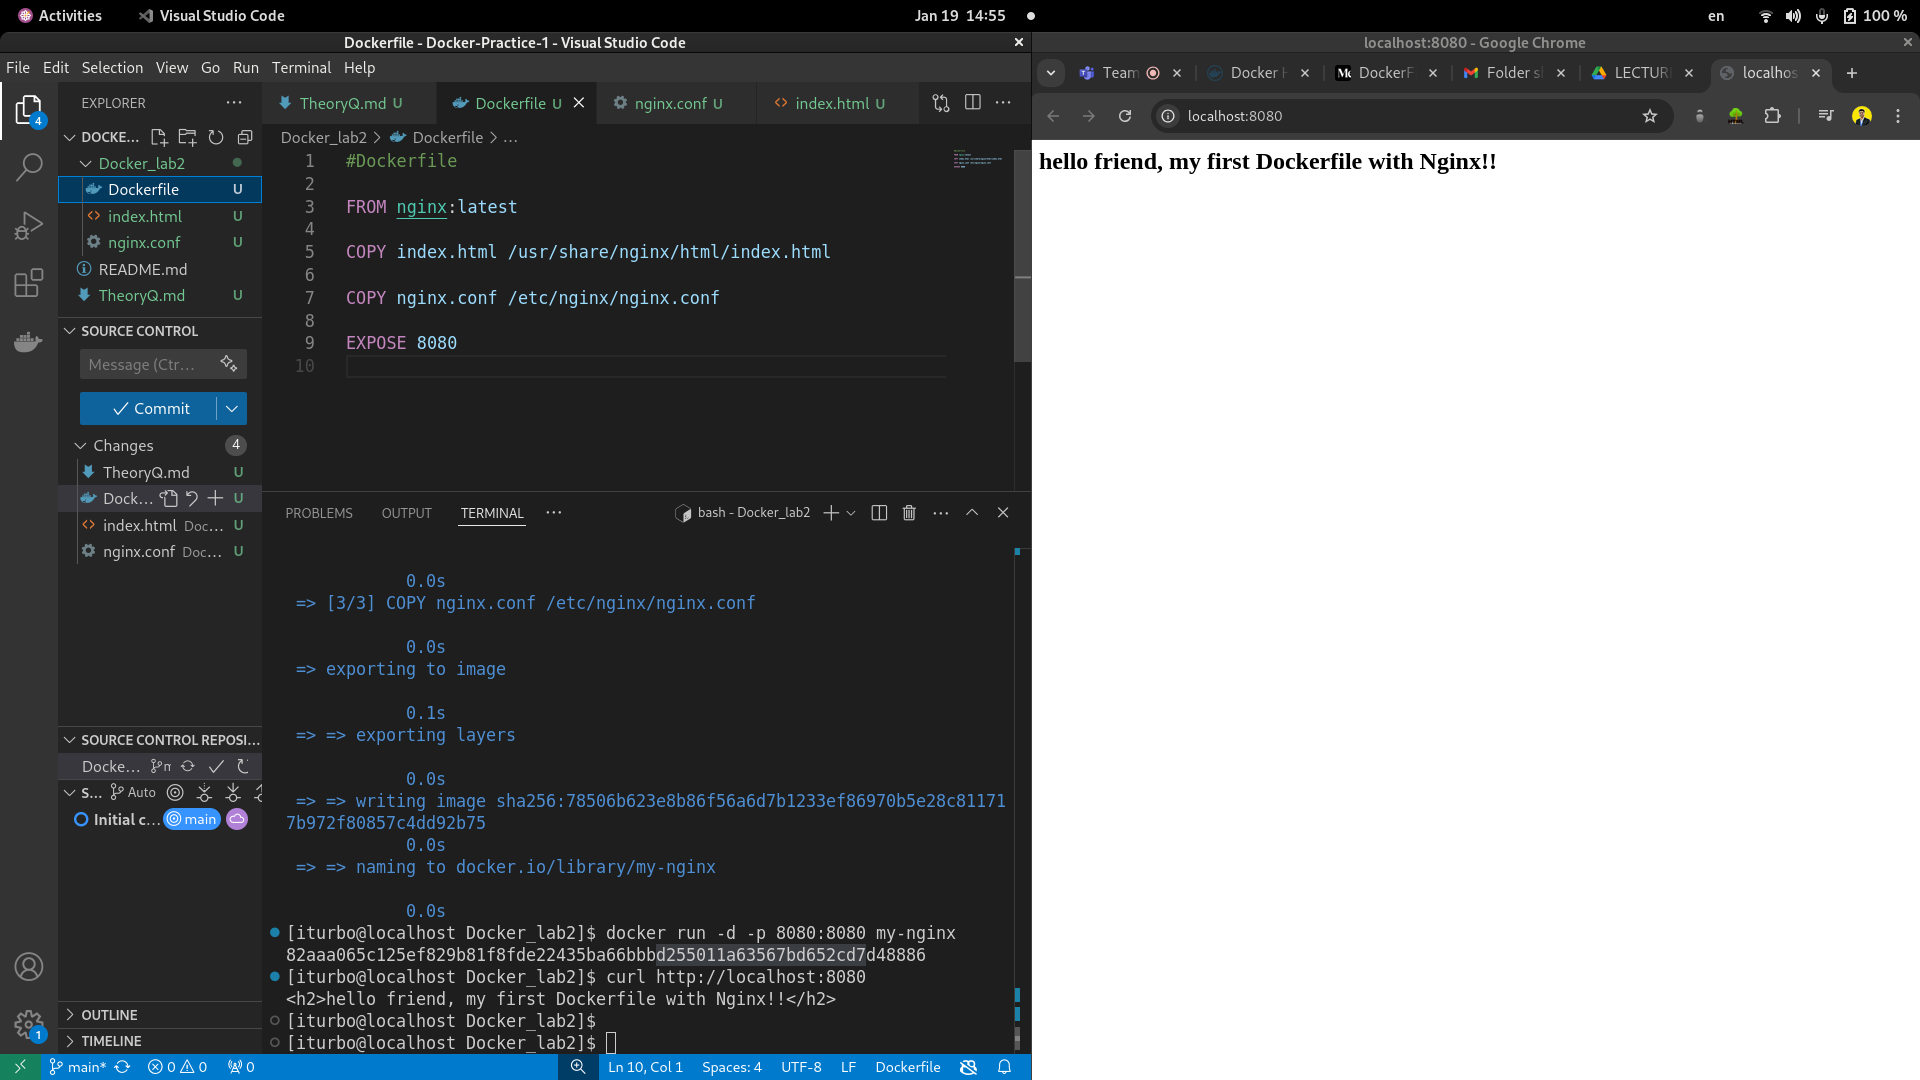 Activities
Visual Studio Code
Jan 19 14:55
en
100 %
Dockerfile - Docker-Practice-1 - Visual Studio Code
File Edit Selection View Go Run Terminal Help
EXPLORER
DOCKE...
Docker_lab2
Dockerfile U
index.html U
nginx.conf U
README.md
TheoryQ.md U
SOURCE CONTROL
Message (Ctr...
Commit
Changes 4
TheoryQ.md U
Dock... U
index.html Doc... U
nginx.conf Doc... U
SOURCE CONTROL REPOSI...
Docke...
S... Auto
Initial c... main
OUTLINE
TIMELINE
4
1
TheoryQ.md U
Dockerfile U
nginx.conf U
index.html U
Docker_lab2 > Dockerfile > ...
1 #Dockerfile
2
3 FROM nginx:latest
4
5 COPY index.html /usr/share/nginx/html/index.html
6
7 COPY nginx.conf /etc/nginx/nginx.conf
8
9 EXPOSE 8080
10
PROBLEMS OUTPUT TERMINAL
bash - Docker_lab2
0.0s
=> [3/3] COPY nginx.conf /etc/nginx/nginx.conf
0.0s
=> exporting to image
0.1s
=> => exporting layers
0.0s
=> => writing image sha256:78506b623e8b86f56a6d7b1233ef86970b5e28c81171
7b972f80857c4dd92b75
0.0s
=> => naming to docker.io/library/my-nginx
0.0s
[iturbo@localhost Docker_lab2]$ docker run -d -p 8080:8080 my-nginx
82aaa065c125ef829b81f8fde22435ba66bbbd255011a63567bd652cd7d48886
[iturbo@localhost Docker_lab2]$ curl http://localhost:8080
<h2>hello friend, my first Dockerfile with Nginx!!</h2>
[iturbo@localhost Docker_lab2]$
[iturbo@localhost Docker_lab2]$
main* 0 0 0
Ln 10, Col 1 Spaces: 4 UTF-8 LF Dockerfile
localhost:8080 - Google Chrome
Team
Docker
DockerF
Folder s
LECTUR
localhos
localhost:8080
hello friend, my first Dockerfile with Nginx!!